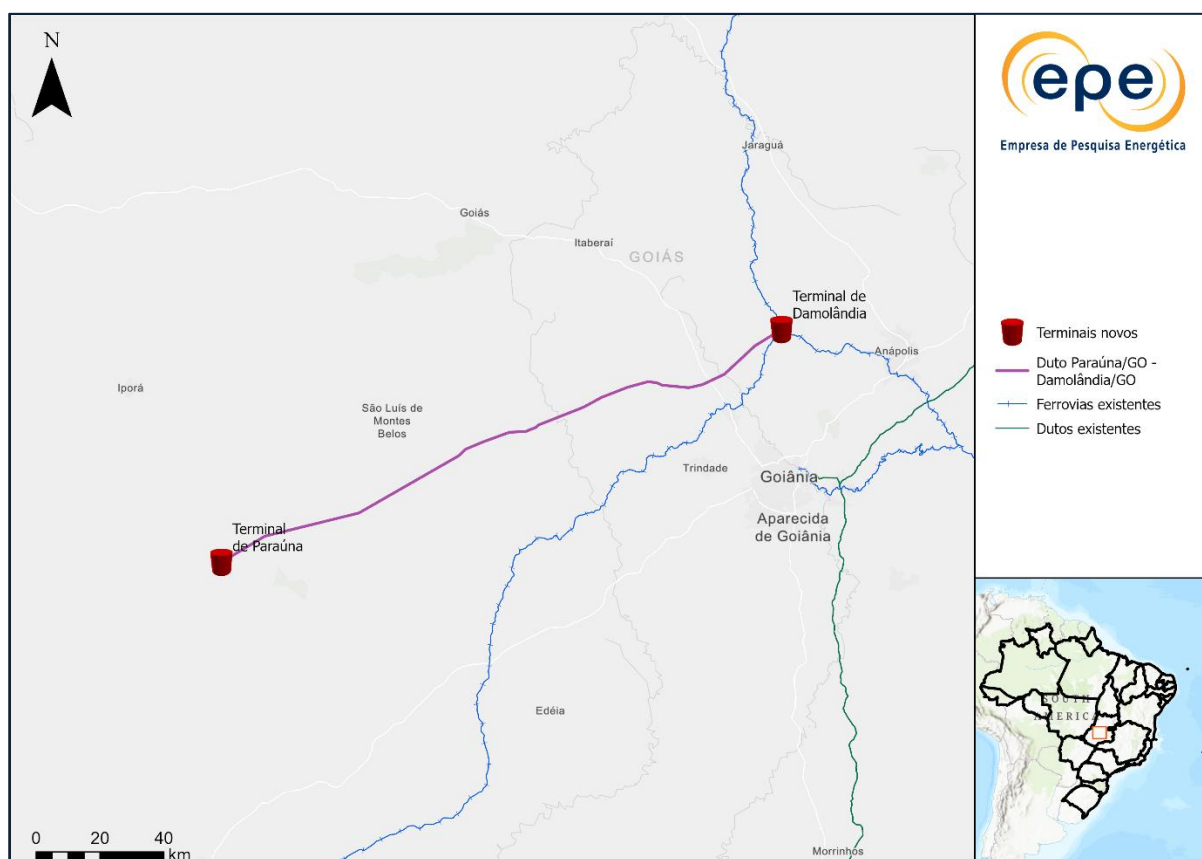 N
Jaraguá
Goiás
Itaberaí
GOIÁS
Terminal de
Damolândia
Anápolis
Iporá
São Luís de
Montes
Belos
Trindade
Goiânia
Aparecida
de Goiânia
Terminal
de Paraúna
Edéia
Morrinhos
0 20 40
km
epe
Empresa de Pesquisa Energética
Terminais novos
Duto Paraúna/GO -
Damolândia/GO
Ferrovias existentes
Dutos existentes
SOUTH
AMERICA